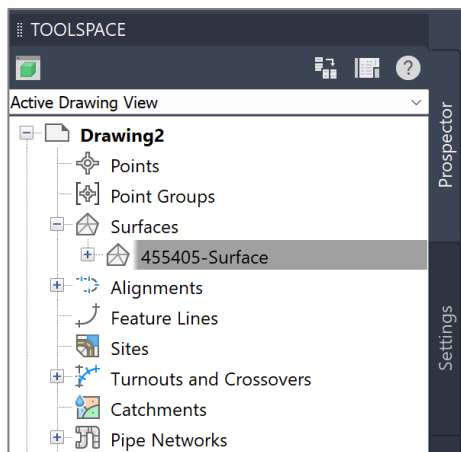 TOOLSPACE
?
Active Drawing View
Drawing2
Points
Point Groups
Surfaces
455405-Surface
Alignments
Feature Lines
Sites
Turnouts and Crossovers
Catchments
Pipe Networks
Prospector
Settings